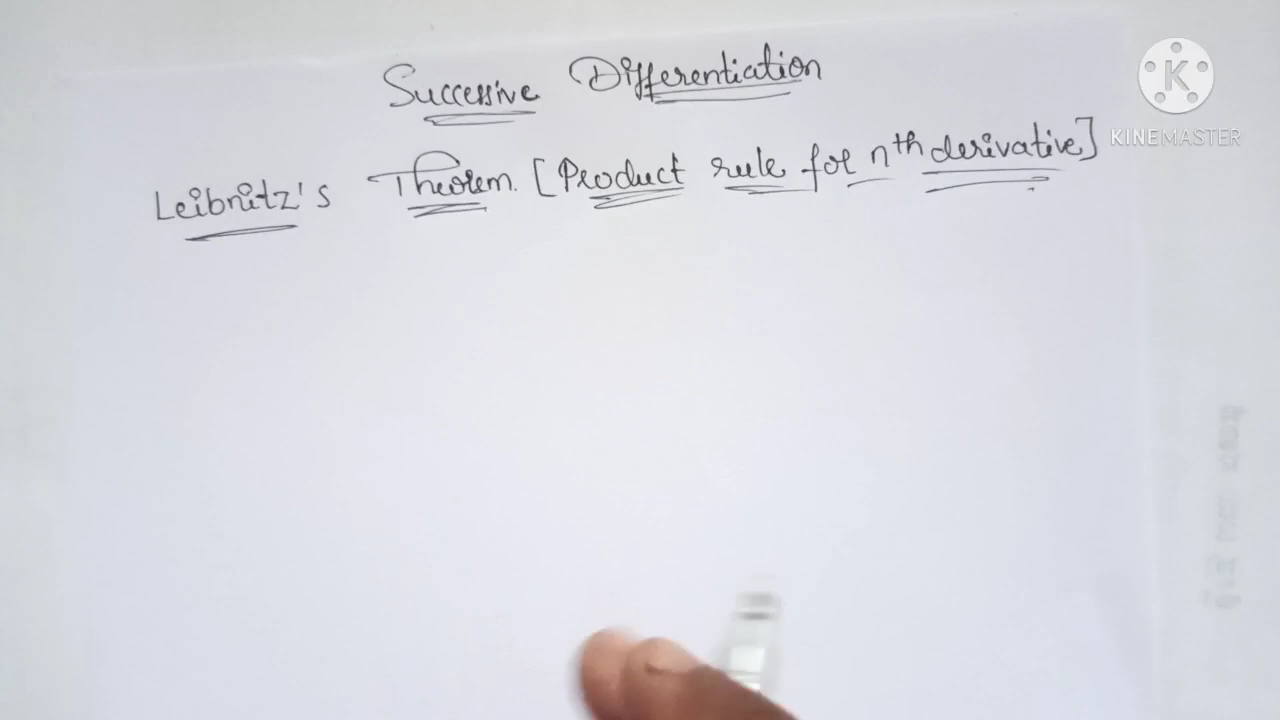 Successive Differentiation
Leibnitz's Theorem. [Product rule for nth derivative]
K
KINEMASTER